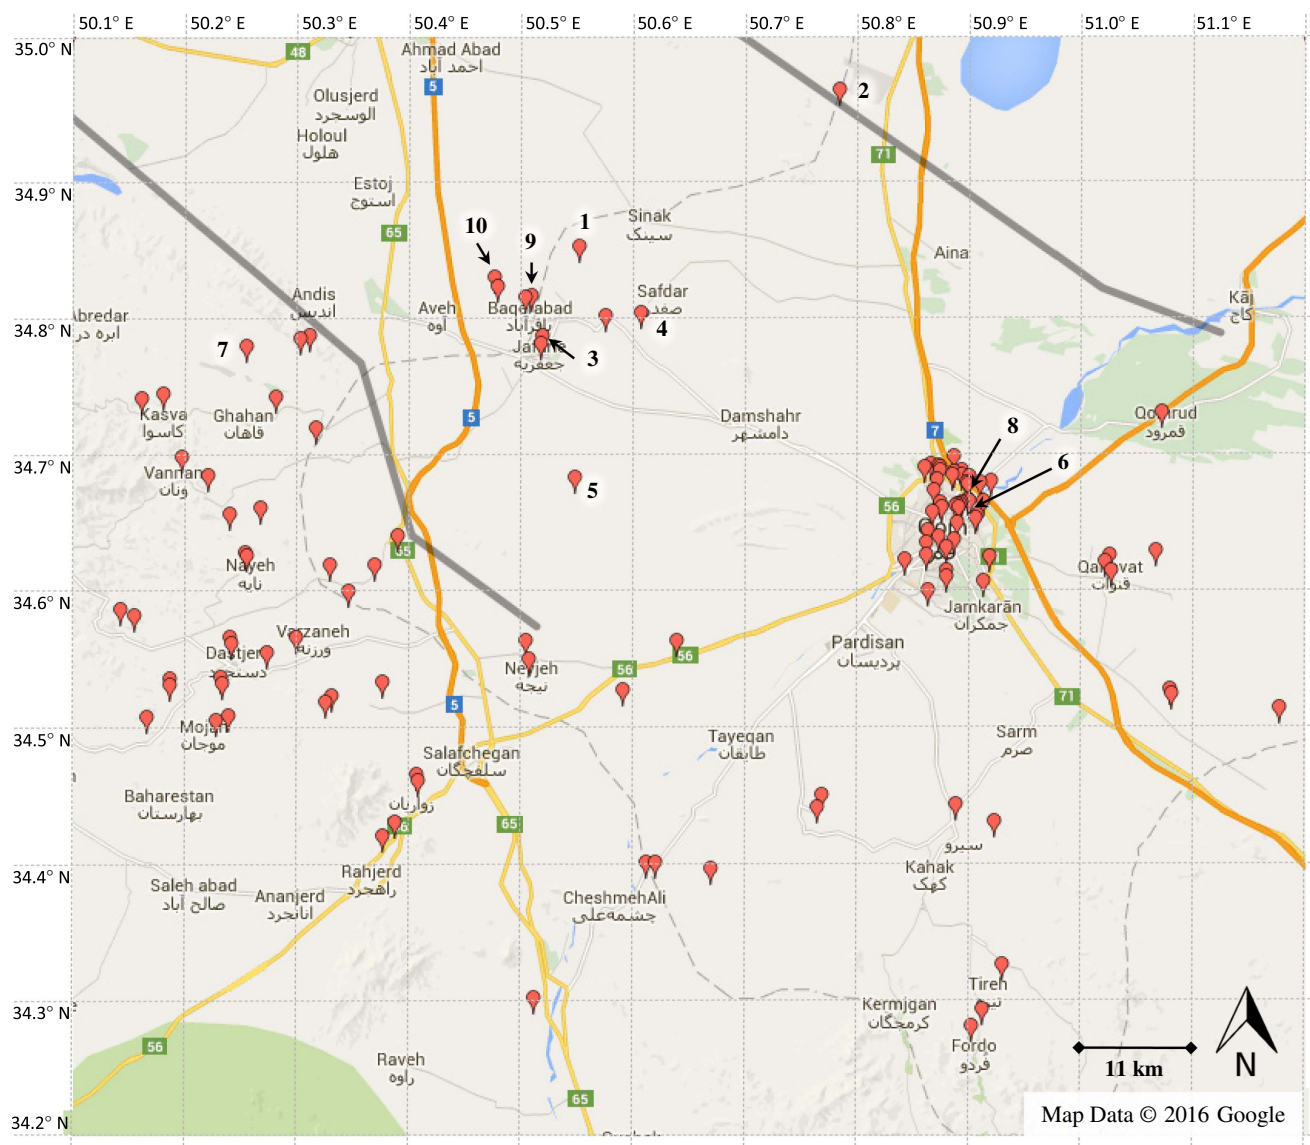 50.1° E 50.2° E 50.3° E 50.4° E 50.5° E 50.6° E 50.7° E 50.8° E 50.9° E 51.0° E 51.1° E
35.0° N
48
Ahmad Abad
احمد آباد
5
2
Olusjerd
الوسجرد
Holoul
هلول
71
34.9° N
Estoj
استوج
65
10
9
1
Sinak
سینک
Aina
Andis
اندیس
Aveh
آوه
Baqerabad
باقرآباد
Safdar
صفدر
4
Kāj
کاج
34.8° N
Abredar
ابره در
7
3
جعفریه
5
Kasva
کاسوا
Ghahan
قاهان
Damshahr
دامشهر
7
8
Qomrud
قمرود
34.7° N
6
Vannan
ونان
5
56
65
Nayeh
نایه
قنوات
34.6° N
Jamkarān
جمکران
Varzaneh
ورزنه
Pardisan
پردیسان
Dastjerd
دستجرد
Neyjeh
نیجه
56
56
71
5
34.5° N
Mojan
موجان
Tayeqan
طایقان
Sarm
صرم
Salafchegan
سلفچگان
Baharestan
بهارستان
زواریان
65
سیرو
34.4° N
Rahjerd
راهجرد
Kahak
کهک
Saleh abad
صالح آباد
Ananjerd
انانجرد
CheshmehAli
چشمه‌علی
Tireh
34.3° N
Kermjgan
کرمجگان
56
Fordo
فردو
Raveh
راوه
11 km
N
65
34.2° N
Map Data © 2016 Google